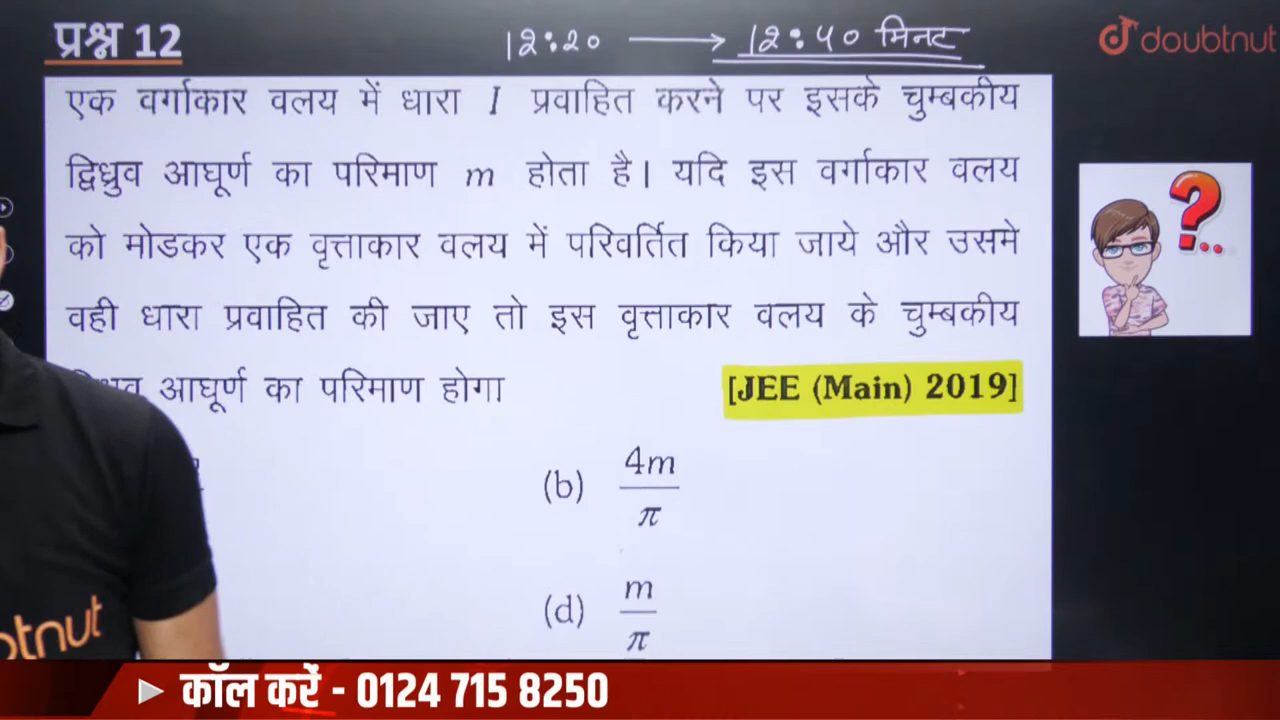 प्रश्न 12
12:20 → 12:40 मिनट
doubtnut
एक वर्गाकार वलय में धारा I प्रवाहित करने पर इसके चुम्बकीय
द्विध्रुव आघूर्ण का परिमाण m होता है। यदि इस वर्गाकार वलय
को मोडकर एक वृत्ताकार वलय में परिवर्तित किया जाये और उसमे
वही धारा प्रवाहित की जाए तो इस वृत्ताकार वलय के चुम्बकीय
आघूर्ण का परिमाण होगा [JEE (Main) 2019]
(b) 4m/π
(d) m/π
कॉल करें - 0124 715 8250